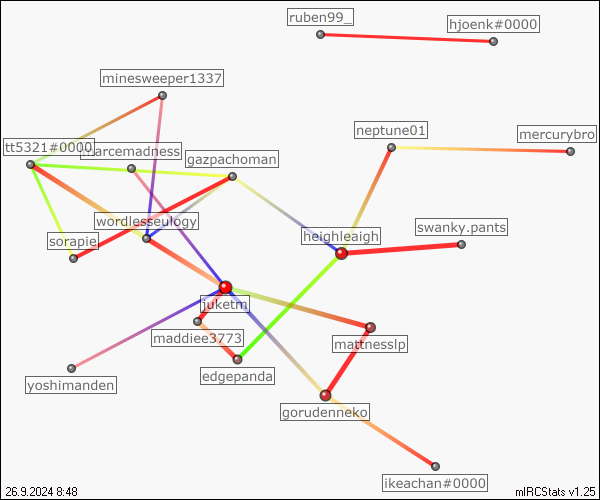 ruben99_
hjoenk#0000
minesweeper1337
neptune01
mercurybro
tt5321#0000
marcemadness
gazpachoman
wordlesseulogy
swanky.pants
heighleaigh
sorapie
juketm
maddiee3773
mattnesslp
edgepanda
yoshimanden
gorudenneko
ikeachan#0000
26.9.2024 8:48
mIRCStats v1.25